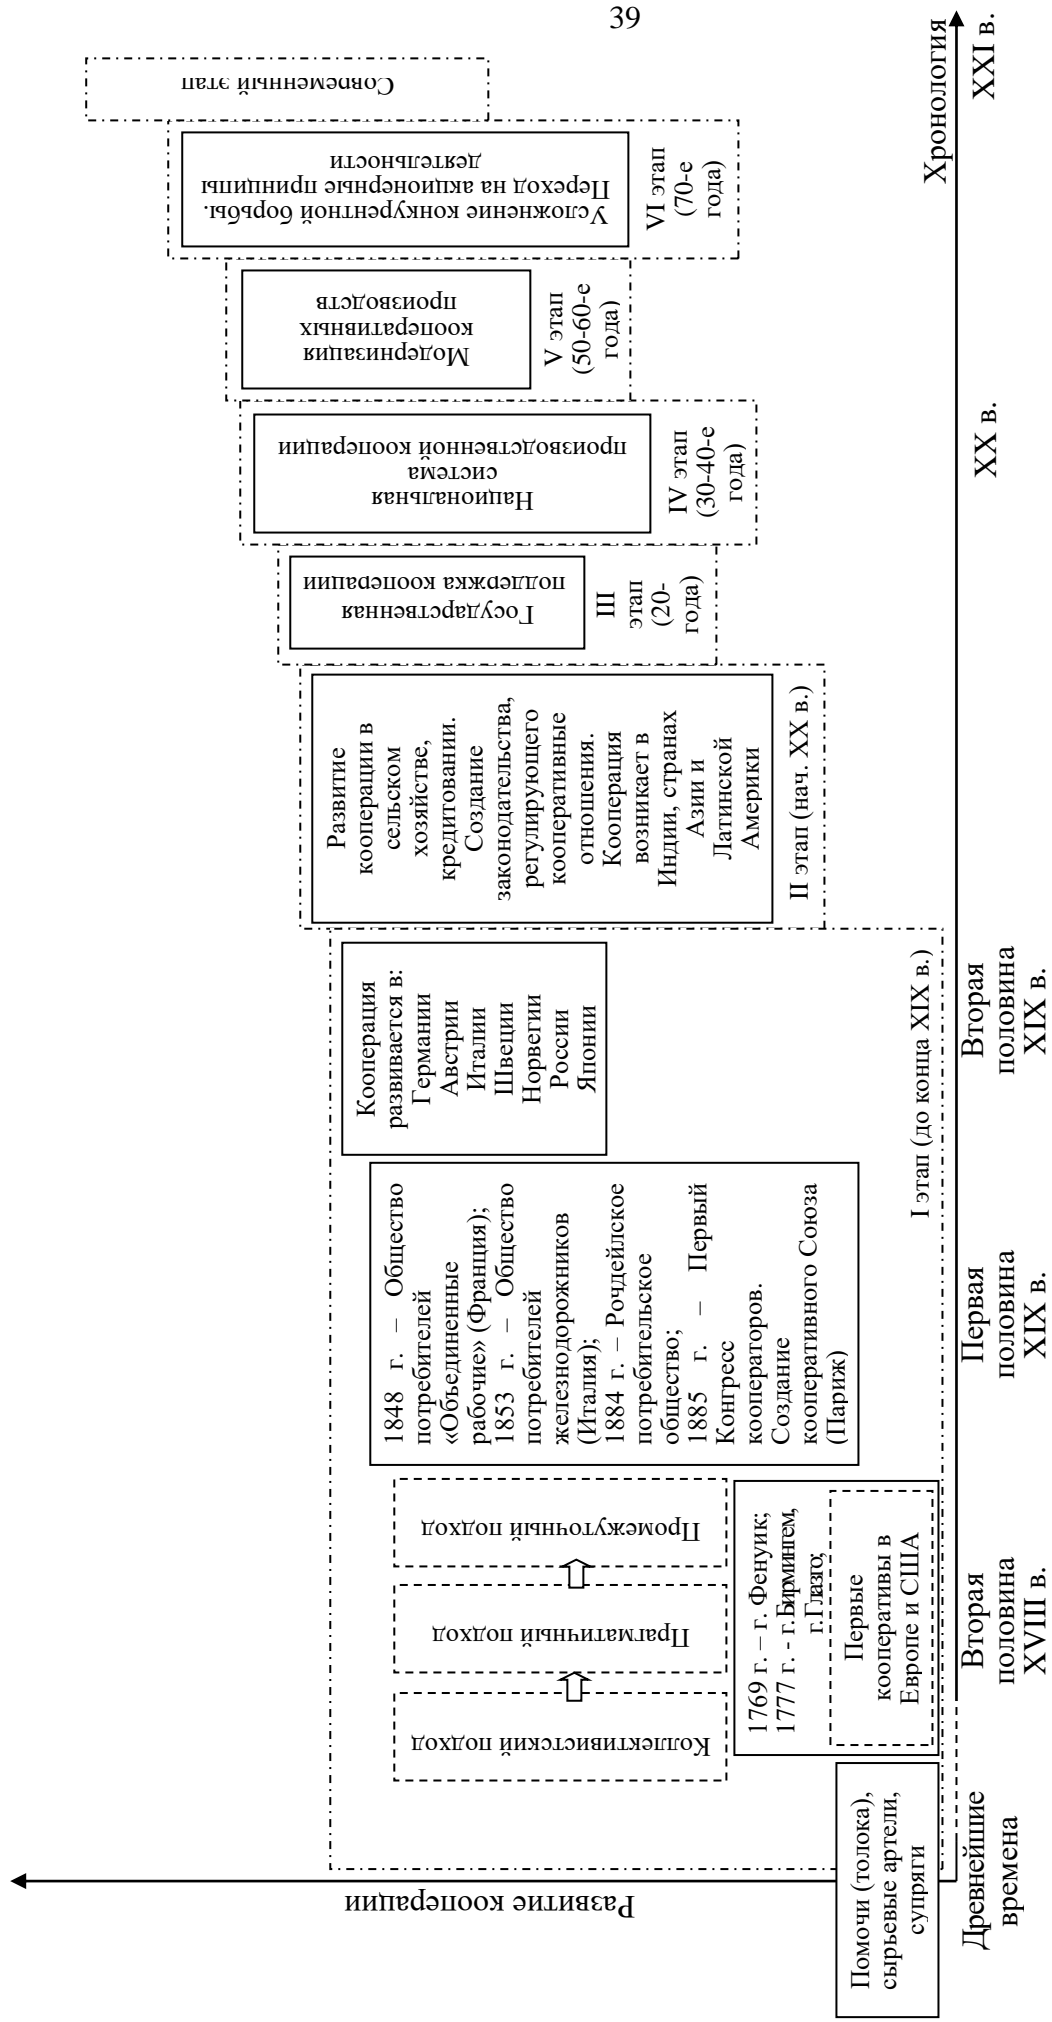 39
Развитие кооперации
Помочи (толока),
сырьевые артели,
супряги
Древнейшие
времена
Коллективистский подход
Прагматичный подход
Промежуточный подход
1769 г. – г. Фенуик;
1777 г. - г.Бирмингем,
г.Глазго;
Первые
кооперативы в
Европе и США
Вторая
половина
XVIII в.
1848 г. – Общество
потребителей
«Объединенные
рабочие» (Франция);
1853 г. – Общество
потребителей
железнодорожников
(Италия);
1884 г. – Рочдейлское
потребительское
общество;
1885 г. – Первый
Конгресс
кооператоров.
Создание
кооперативного Союза
(Париж)
Первая
половина
XIX в.
Кооперация
развивается в:
Германии
Австрии
Италии
Швеции
Норвегии
России
Японии
I этап (до конца XIX в.)
Вторая
половина
XIX в.
Развитие
кооперации в
сельском
хозяйстве,
кредитовании.
Создание
законодательства,
регулирующего
кооперативные
отношения.
Кооперация
возникает в
Индии, странах
Азии и
Латинской
Америки
II этап (нач. XX в.)
Государственная
поддержка кооперации
III
этап
(20-
года)
Национальная
система
производственной кооперации
IV этап
(30-40-е
года)
XX в.
Модернизация
кооперативных
производств
V этап
(50-60-е
года)
Усложнение конкурентной борьбы.
Переход на акционерные принципы
деятельности
VI этап
(70-е
года)
Современный этап
Хронология
XXI в.